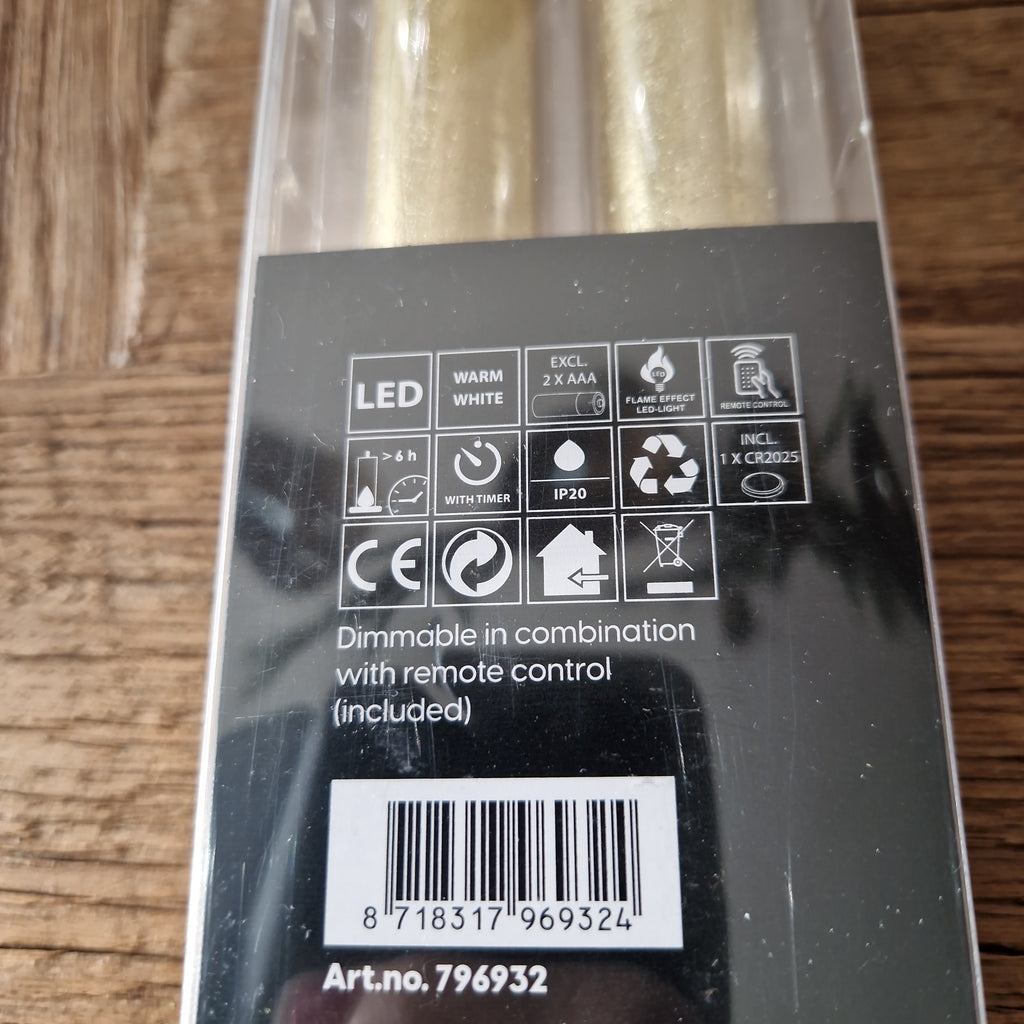 LED
WARM
WHITE
EXCL.
2 X AAA
LED
FLAME EFFECT
LED-LIGHT
REMOTE CONTROL
>6 h
WITH TIMER
IP20
INCL.
1 X CR2025
CE
Dimmable in combination
with remote control
(included)
8 718317 969324
Art.no. 796932